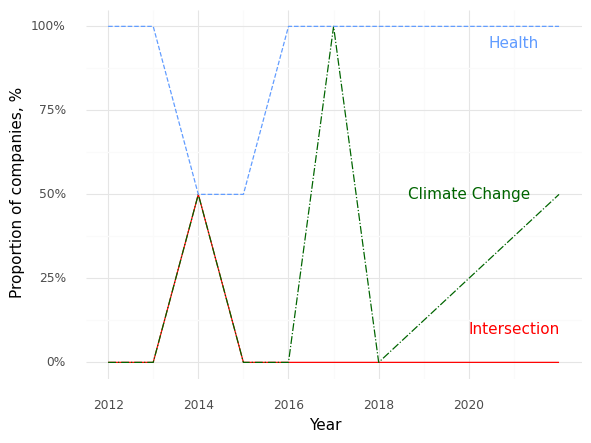 100%
Health
75%
50%
Climate Change
25%
Intersection
0%
2012 2014 2016 2018 2020
Year
Proportion of companies, %